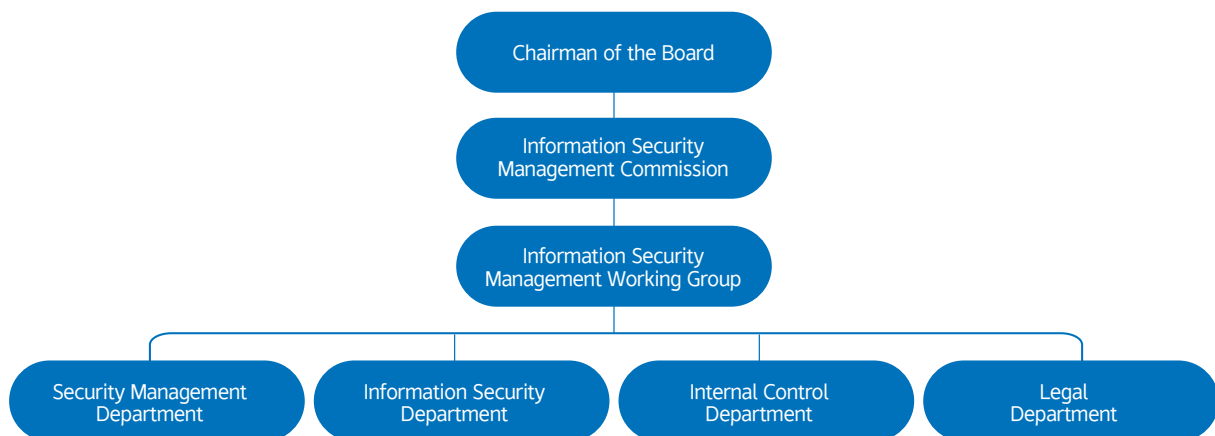 Chairman of the Board
Information Security
Management Commission
Information Security
Management Working Group
Security Management
Department
Information Security
Department
Internal Control
Department
Legal
Department